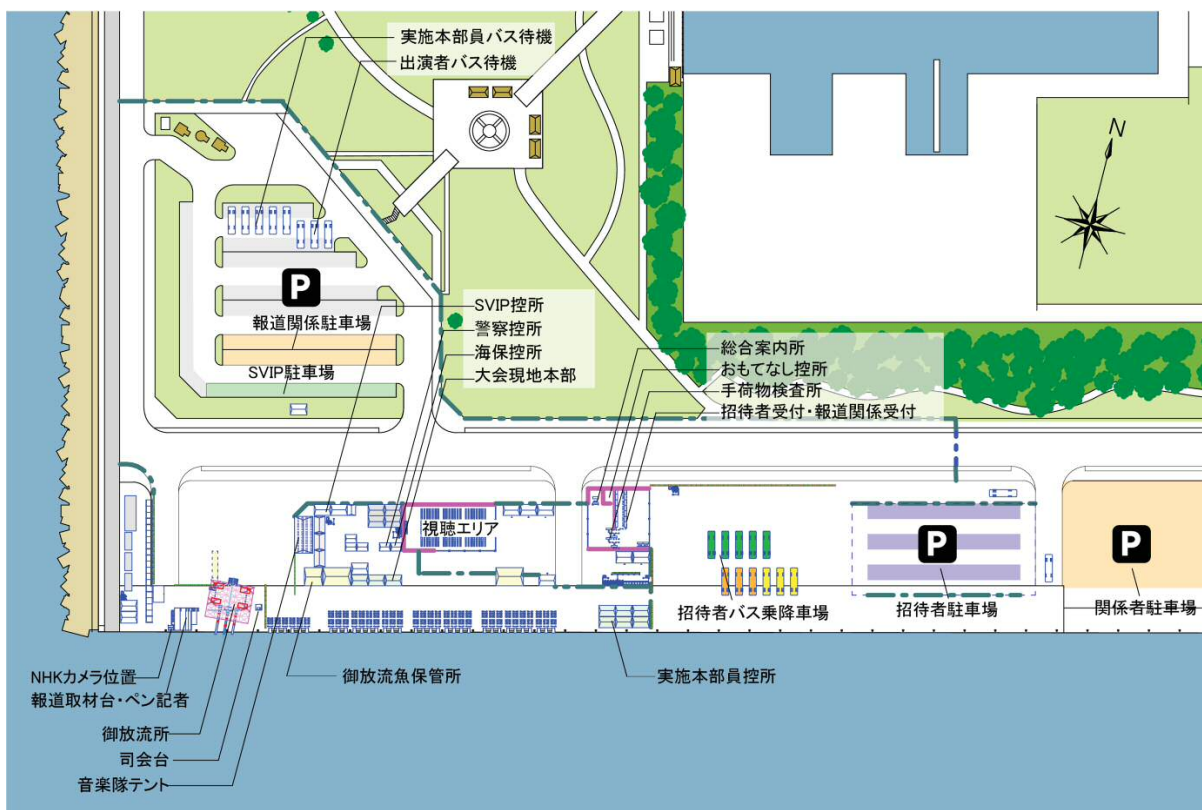 実施本部員バス待機
出演者バス待機
N
P
報道関係駐車場
SVIP駐車場
SVIP控所
警察控所
海保控所
大会現地本部
総合案内所
おもてなし控所
手荷物検査所
招待者受付・報道関係受付
視聴エリア
P
P
招待者バス乗降車場
招待者駐車場
関係者駐車場
NHKカメラ位置
報道取材台・ペン記者
御放流所
司会台
音楽隊テント
御放流魚保管所
実施本部員控所